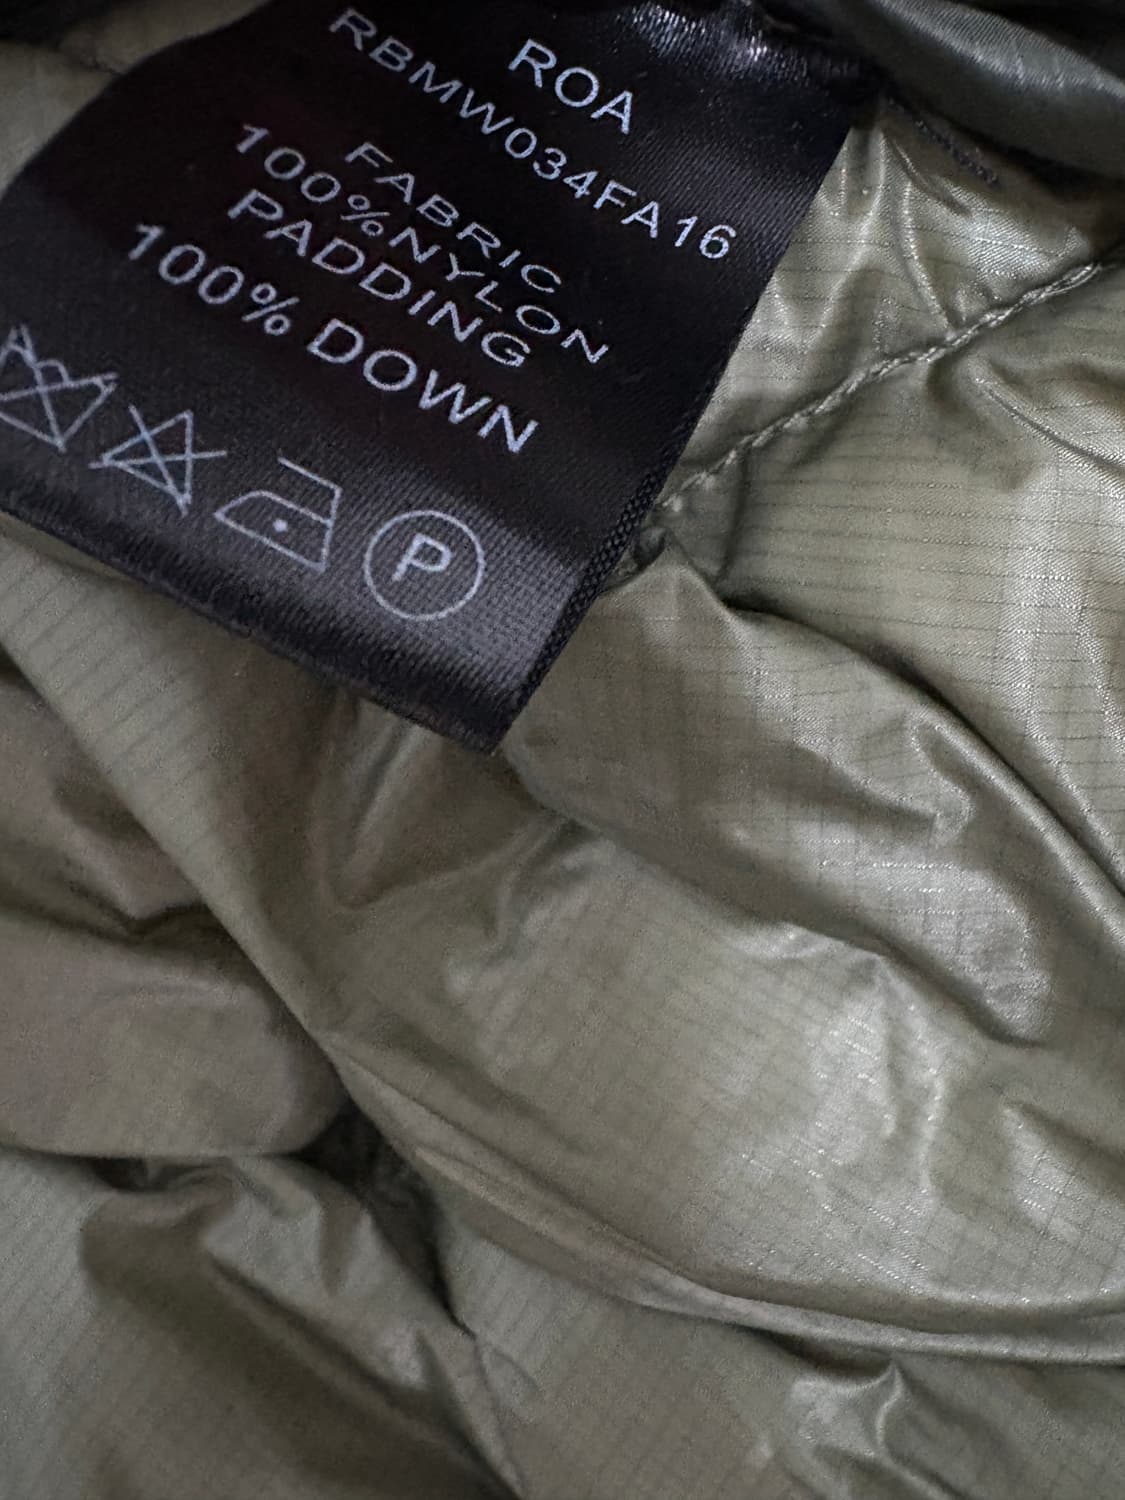 ROA
RBMW034FA16
FABRIC
100%NYLON
PADDING
100% DOWN
P